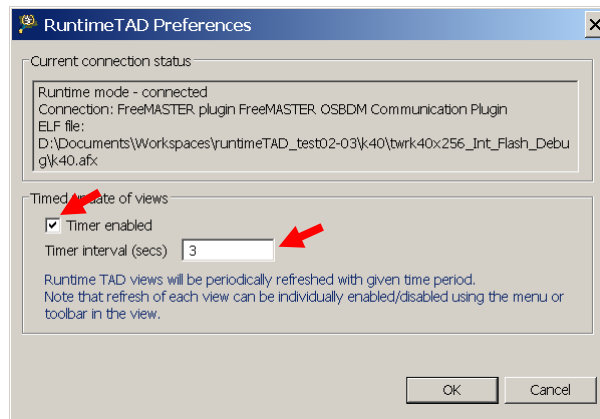 RuntimeTAD Preferences
Current connection status
Runtime mode - connected
Connection: FreeMASTER plugin FreeMASTER OSBDM Communication Plugin
ELF file:
D:\Documents\Workspaces\runtimeTAD_test02-03\k40\twrk40x256_Int_Flash_Debu
g\k40.afx
Timed update of views
Timer enabled
Timer interval (secs) 3
Runtime TAD views will be periodically refreshed with given time period.
Note that refresh of each view can be individually enabled/disabled using the menu or
toolbar in the view.
OK Cancel